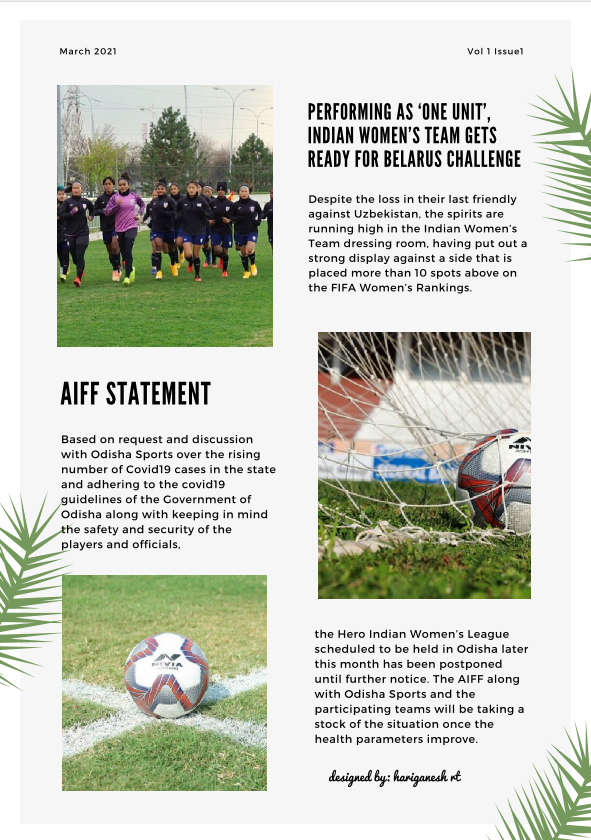 March 2021
Vol 1 Issue1
PERFORMING AS ‘ONE UNIT’,
INDIAN WOMEN’S TEAM GETS
READY FOR BELARUS CHALLENGE
Despite the loss in their last friendly
against Uzbekistan, the spirits are
running high in the Indian Women’s
Team dressing room, having put out a
strong display against a side that is
placed more than 10 spots above on
the FIFA Women’s Rankings.
AIFF STATEMENT
Based on request and discussion
with Odisha Sports over the rising
number of Covid19 cases in the state
and adhering to the covid19
guidelines of the Government of
Odisha along with keeping in mind
the safety and security of the
players and officials,
NIVIA
the Hero Indian Women’s League
scheduled to be held in Odisha later
this month has been postponed
until further notice. The AIFF along
with Odisha Sports and the
participating teams will be taking a
stock of the situation once the
health parameters improve.
designed by: hariganesh rt